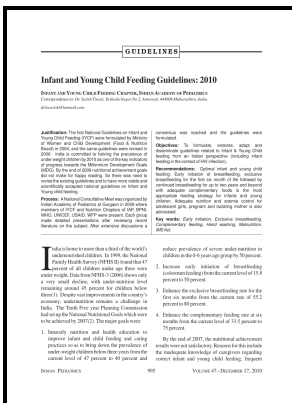 GUIDELINES
Infant and Young Child Feeding Guidelines: 2010
INFANT AND YOUNG CHILD FEEDING CHAPTER, INDIAN ACADEMY OF PEDIATRICS
Correspondence to: Dr Satish Tiwari, Yashoda Nagar No 2, Amravati, 444606 Maharashtra, India.
Justification: The first National Guidelines on Infant and
Young Child Feeding (IYCF) were formulated by Ministry
of Women and Child Development (Food & Nutrition
Board) in 2004, and the same guidelines were revised in
2006. India is committed to halving the prevalence of
under weight children by 2015 as one of the key indicators
of progress towards the Millennium Development Goals
(MDG). By the end of 2008 nutritional achievement goals
did not make for happy reading. So there was need to
review the existing guidelines and to have more viable and
scientifically accepted national guidelines on Infant and
Young child feeding.
Process: A National Consultative Meet was organized by
Indian Academy of Pediatrics at Gurgaon in 2009 where
members of IYCF and Nutrition Chapters of IAP, BPNI,
WHO, UNICEF, USAID, WFP were present. Each group
made detailed presentations after reviewing recent
literature on the subject. After extensive discussions a
consensus was reached and the guidelines were
formulated.
Objectives: To formulate, endorse, adopt and
disseminate guidelines related to Infant & Young Child
feeding from an Indian perspective (including infant
feeding in the context of HIV infection).
Recommendations: Optimal infant and young child
feeding: Early initiation of breastfeeding, exclusive
breastfeeding for the first six month of life followed by
continued breastfeeding for up to two years and beyond
with adequate complementary foods is the most
appropriate feeding strategy for infants and young
children. Adequate nutrition and anemia control for
adolescent girls, pregnant and lactating mother is also
advocated.
Key words: Early initiation, Exclusive breastfeeding,
Complementary feeding, Hand washing, Malnutrition,
India is home to more than a third of the world's
undernourished children. In 1999, the National
Family Health Survey (NFHS II) found that 47
percent of all children under age three were
under weight. Data from NFHS-3 (2006) shows only
a very small decline, with under-nutrition level
remaining around 45 percent for children below
three(1). Despite vast improvements in the country's
economy, undernutrition remains a challenge in
India. The Tenth Five year Planning Commission
had set up the National Nutritional Goals which were
to be achieved by 2007(2). The major goals were:
1. Intensify nutrition and health education to
improve infant and child feeding and caring
practices so as to bring down the prevalence of
under-weight children below three years from the
current level of 47 percent to 40 percent and
reduce prevalence of severe under-nutrition in
children in the 0-6 years age group by 50 percent.
2. Increase early initiation of breastfeeding
(colostrum feeding) from the current level of 15.8
percent to 50 percent.
3. Enhance the exclusive breastfeeding rate for the
first six months from the current rate of 55.2
percent to 80 percent.
4. Enhance the complementary feeding rate at six
months from the current level of 33.5 percent to
75 percent.
By the end of 2007, the nutritional achievement
results were not satisfactory. Reasons for this include
the inadequate knowledge of caregivers regarding
correct infant and young child feeding, frequent
INDIAN PEDIATRICS
995
VOLUME 47–DECEMBER 17, 2010